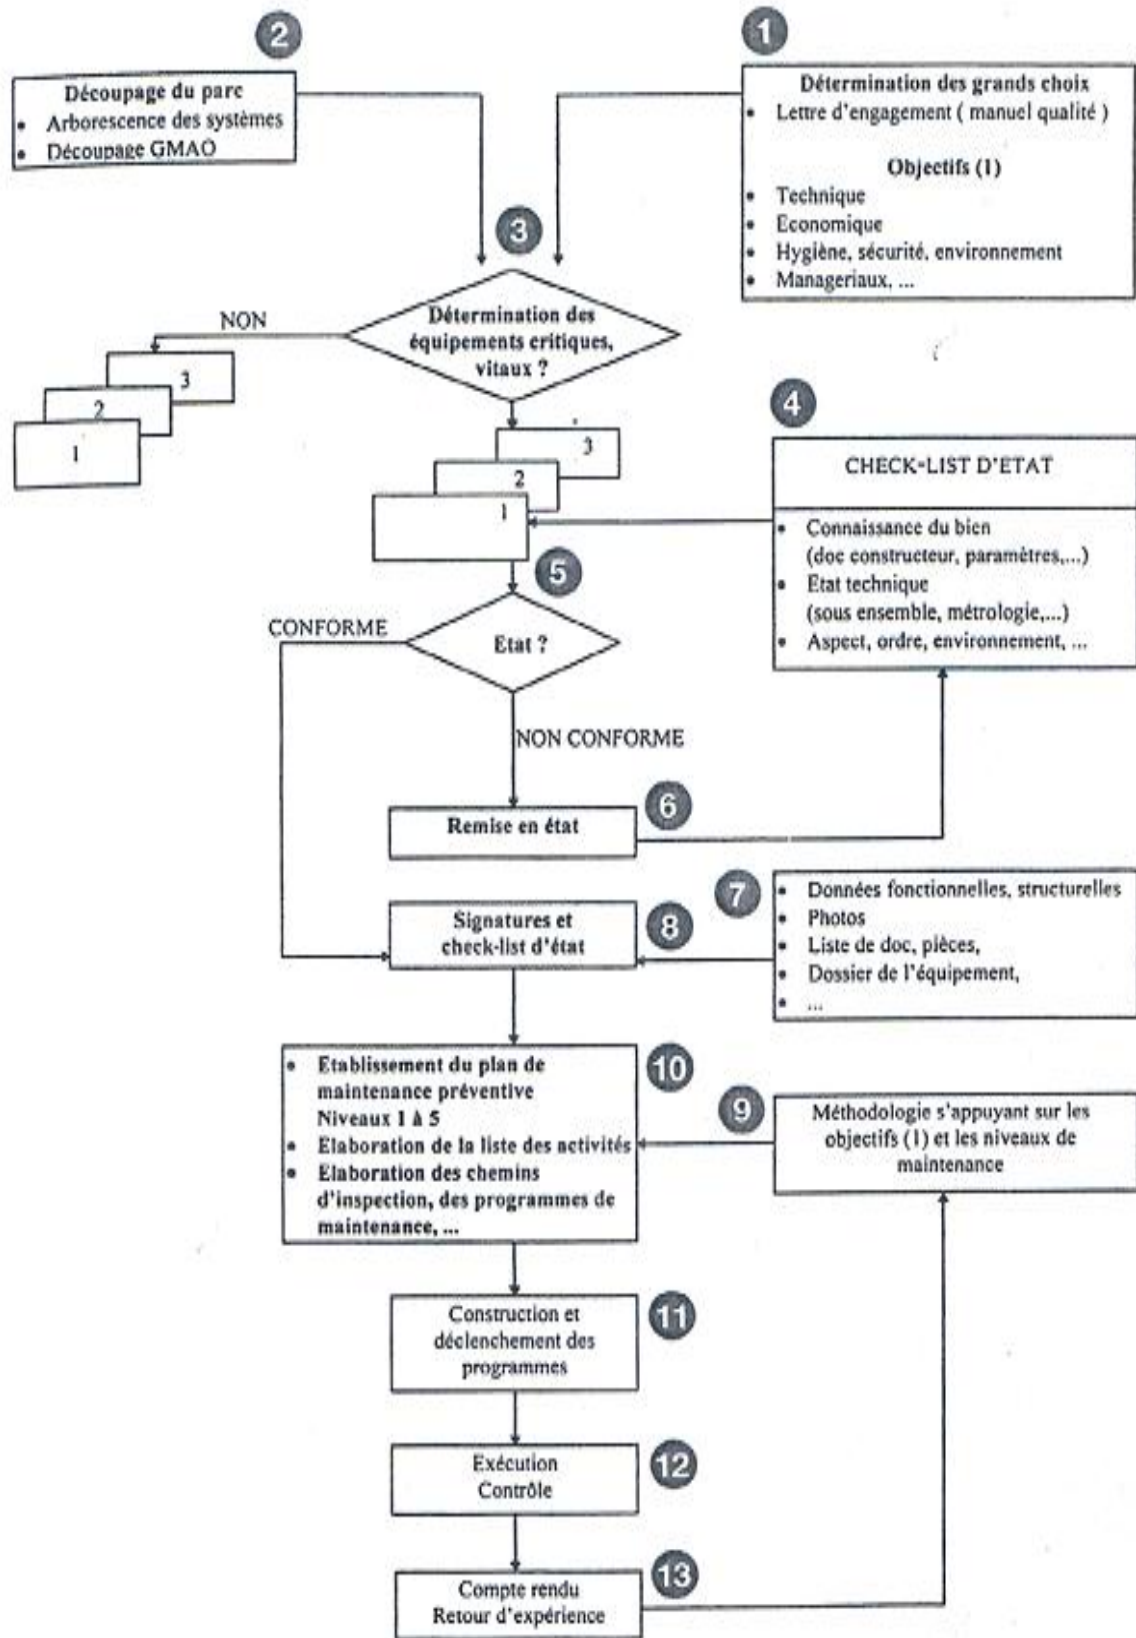 2
1
Découpage du parc
• Arborescence des systèmes
• Découpage GMAO
Détermination des grands choix
• Lettre d'engagement ( manuel qualité )
Objectifs (1)
• Technique
• Economique
• Hygiène, sécurité, environnement
• Manageriaux, ...
3
Détermination des
équipements critiques,
vitaux ?
NON
3
2
1
3
2
1
4
CHECK-LIST D'ETAT
• Connaissance du bien
(doc constructeur, paramètres,...)
• Etat technique
(sous ensemble, métrologie,...)
• Aspect, ordre, environnement, ...
5
Etat ?
CONFORME
NON CONFORME
6
Remise en état
7
• Données fonctionnelles, structurelles
• Photos
• Liste de doc, pièces,
• Dossier de l'équipement,
• ...
8
Signatures et
check-list d'état
10
• Etablissement du plan de
maintenance préventive
Niveaux 1 à 5
• Elaboration de la liste des activités
• Elaboration des chemins
d'inspection, des programmes de
maintenance, ...
9
Méthodologie s'appuyant sur les
objectifs (1) et les niveaux de
maintenance
11
Construction et
déclenchement des
programmes
12
Exécution
Contrôle
13
Compte rendu
Retour d'expérience